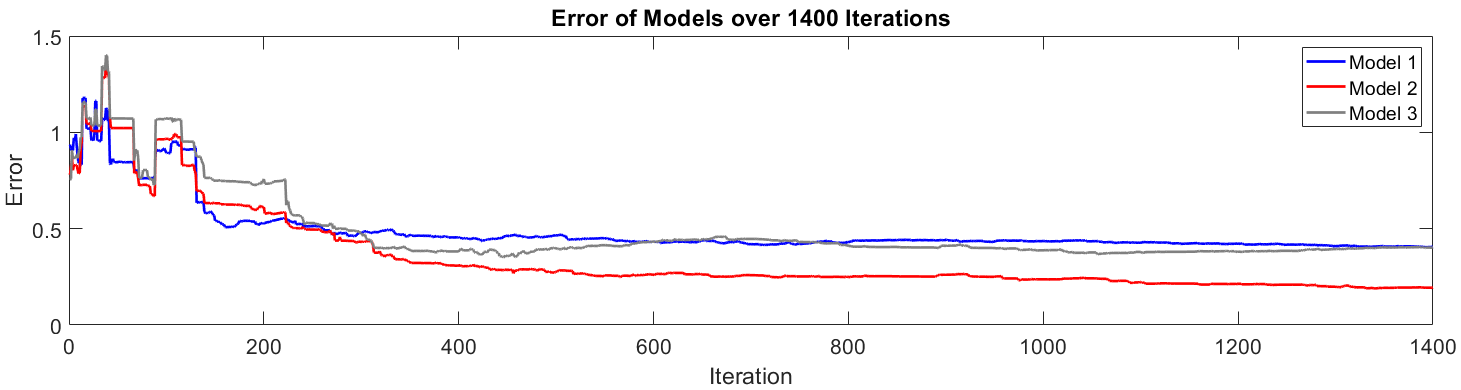 Error of Models over 1400 Iterations
1.5
1
0.5
0
Error
Model 1
Model 2
Model 3
0 200 400 600 800 1000 1200 1400
Iteration